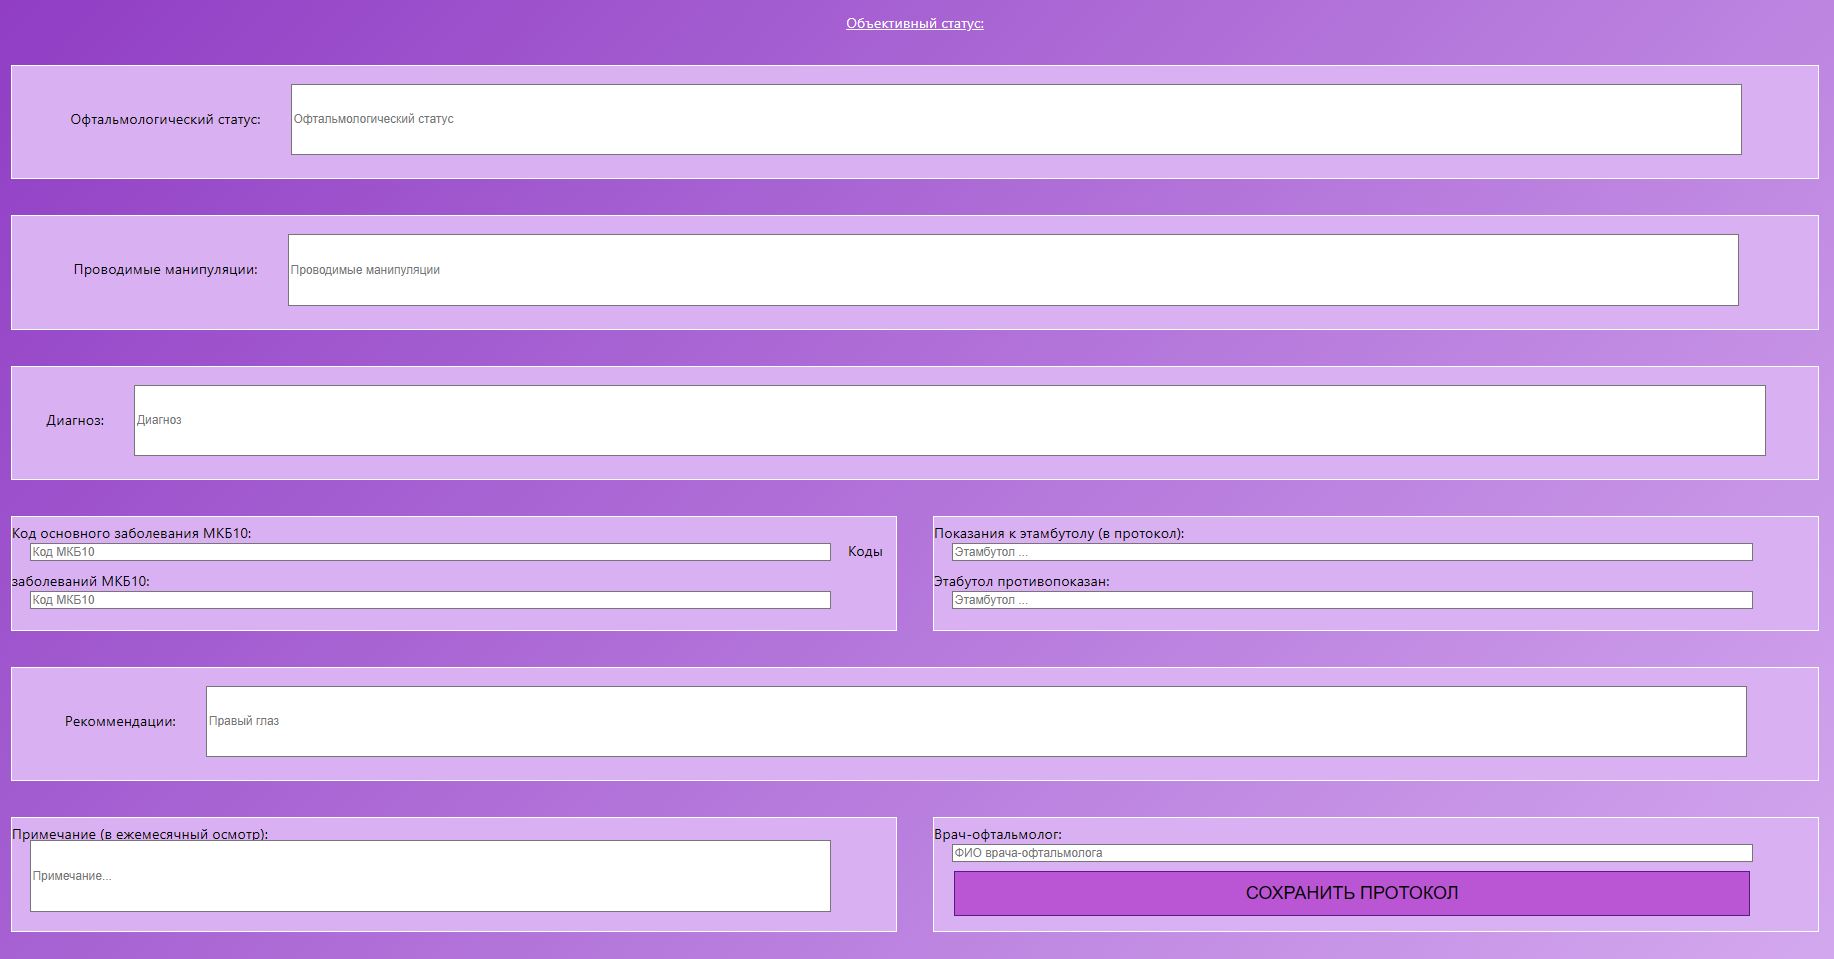 Объективный статус:
Офтальмологический статус:
Офтальмологический статус
Проводимые манипуляции:
Проводимые манипуляции
Диагноз:
Диагноз
Код основного заболевания МКБ10:
Код МКБ10
Коды
заболеваний МКБ10:
Код МКБ10
Показания к этамбутолу (в протокол):
Этамбутол ...
Этабутол противопоказан:
Этамбутол ...
Рекоммендации:
Правый глаз
Примечание (в ежемесячный осмотр):
Примечание...
Врач-офтальмолог:
ФИО врача-офтальмолога
СОХРАНИТЬ ПРОТОКОЛ